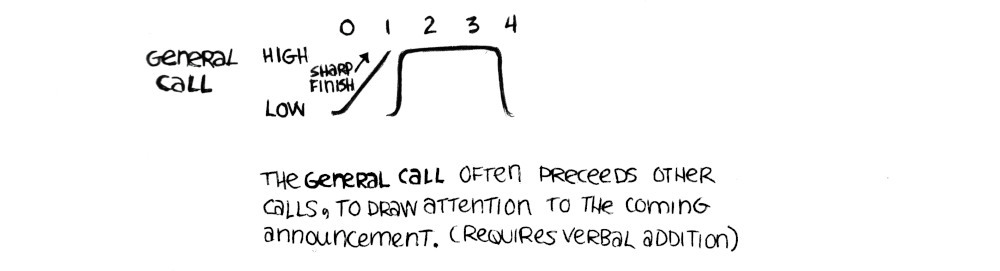 0 1 2 3 4
GENERAL HIGH
CALL
SHARP
FINISH
LOW
THE GENERAL CALL OFTEN PRECEEDS OTHER
CALLS, TO DRAW ATTENTION TO THE COMING
ANNOUNCEMENT. (REQUIRES VERBAL ADDITION)